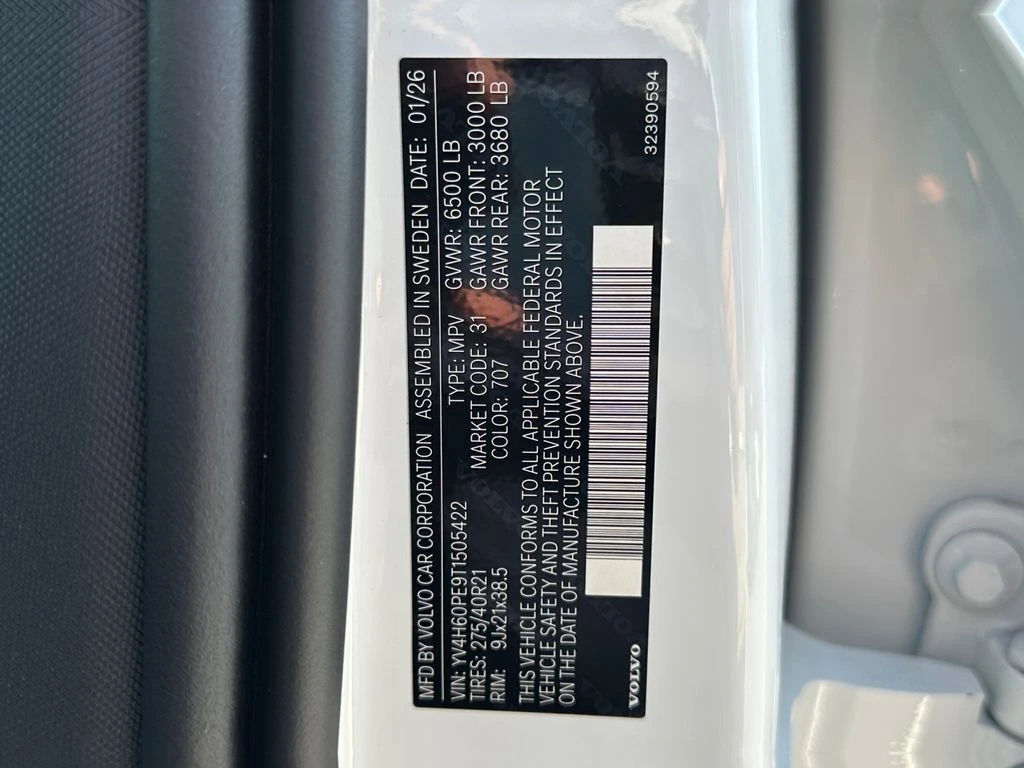 MFD BY VOLVO CAR CORPORATION ASSEMBLED IN SWEDEN DATE: 01/26
VIN: YV4H60PE9T1505422 TYPE: MPV GVWR: 6500 LB
TIRES: 275/40R21 MARKET CODE: 31 GAWR FRONT: 3000 LB
RIM: 9Jx21x38.5 COLOR: 707 GAWR REAR: 3680 LB
THIS VEHICLE CONFORMS TO ALL APPLICABLE FEDERAL MOTOR
VEHICLE SAFETY AND THEFT PREVENTION STANDARDS IN EFFECT
ON THE DATE OF MANUFACTURE SHOWN ABOVE.
VOLVO 32390594